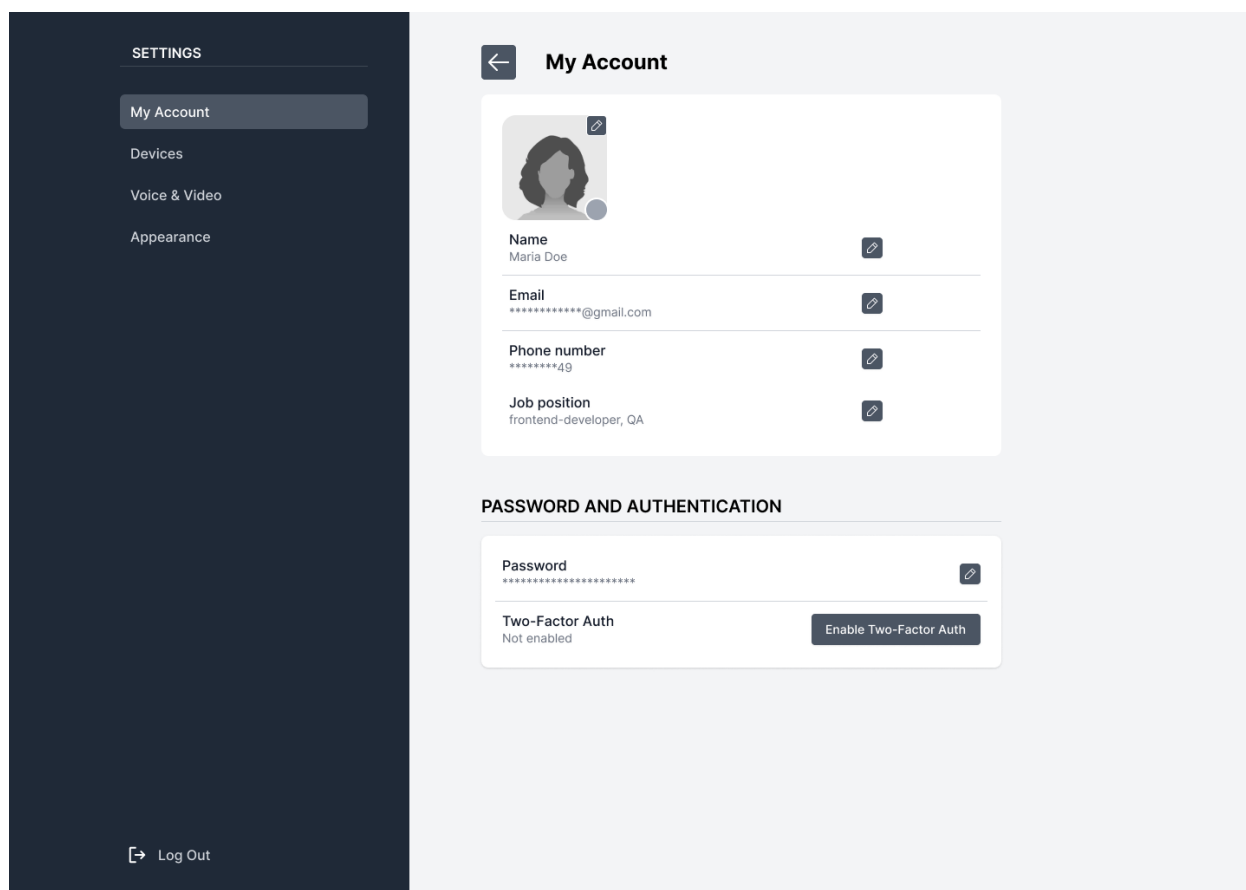 SETTINGS
My Account
Devices
Voice & Video
Appearance
Log Out
My Account
Name
Maria Doe
Email
************@gmail.com
Phone number
********49
Job position
frontend-developer, QA
PASSWORD AND AUTHENTICATION
Password
**********************
Two-Factor Auth
Not enabled
Enable Two-Factor Auth